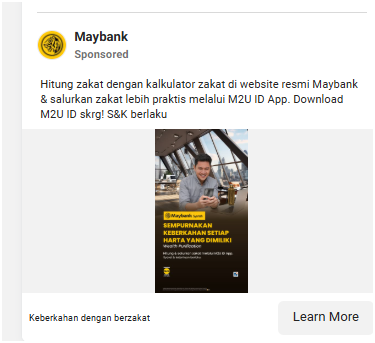 Maybank
Sponsored
Hitung zakat dengan kalkulator zakat di website resmi Maybank
& salurkan zakat lebih praktis melalui M2U ID App. Download
M2U ID skrg! S&K berlaku
Maybank
SEMPURNAKAN
KEBERKAHAN SETIAP
HARTA YANG DIMILIKI
Wealth Purification
Hitung & salurkan zakat melalui M2U ID App.
Keberkahan dengan berzakat
Learn More